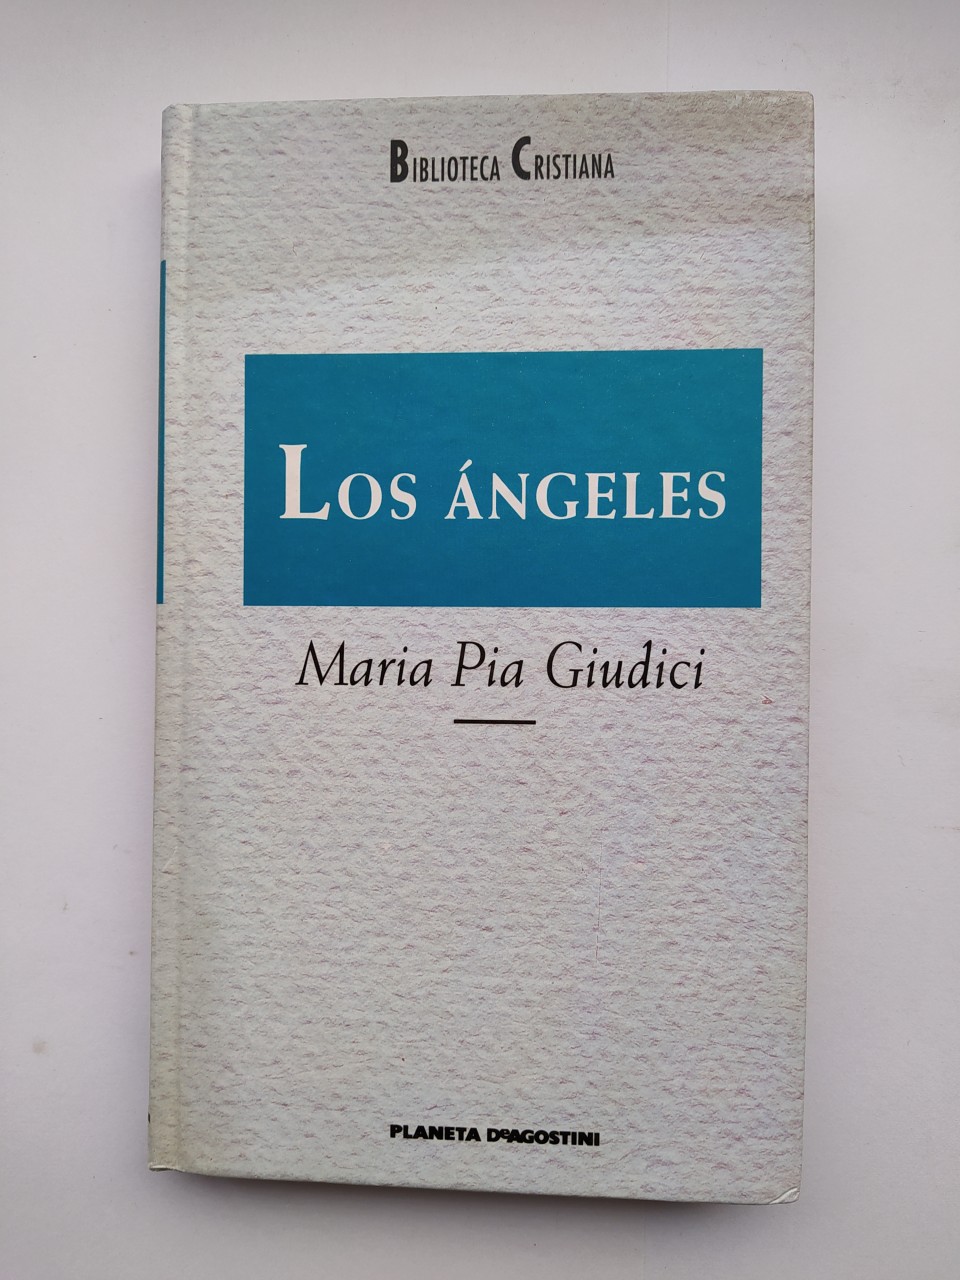 Biblioteca Cristiana
Los Ángeles
Maria Pia Giudici
PLANETA DeAGOSTINI